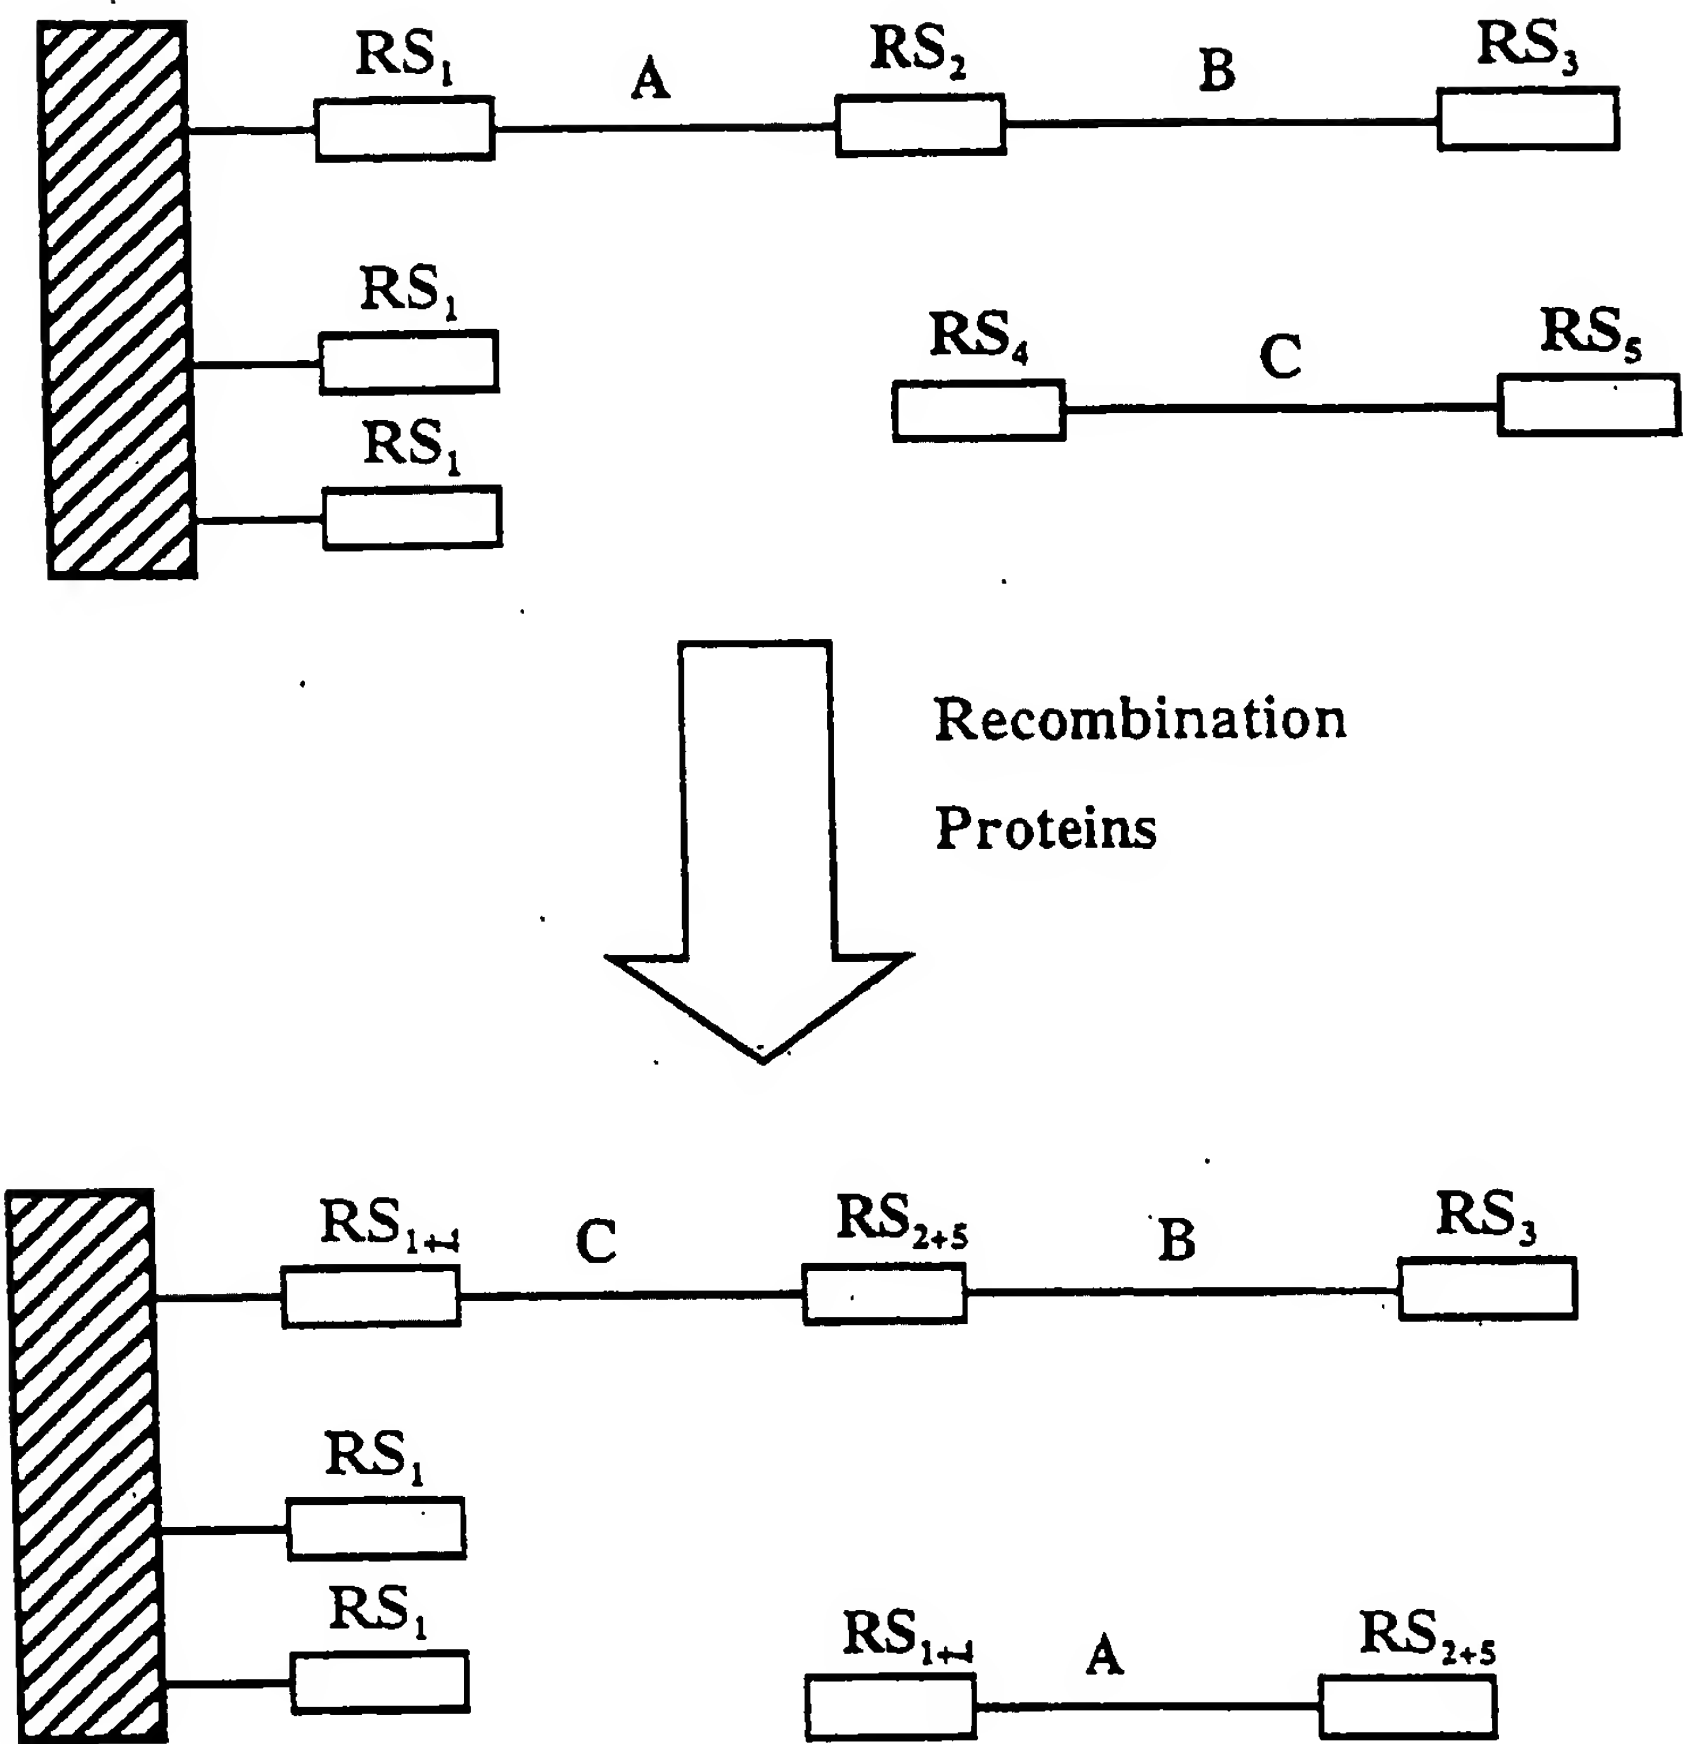 RS₁ A RS₂ B RS₃
RS₁
RS₄ C RS₅
RS₁
Recombination
Proteins
RS₁₊₄ C RS₂₊₅ B RS₃
RS₁
RS₁
RS₁₊₄ A RS₂₊₅